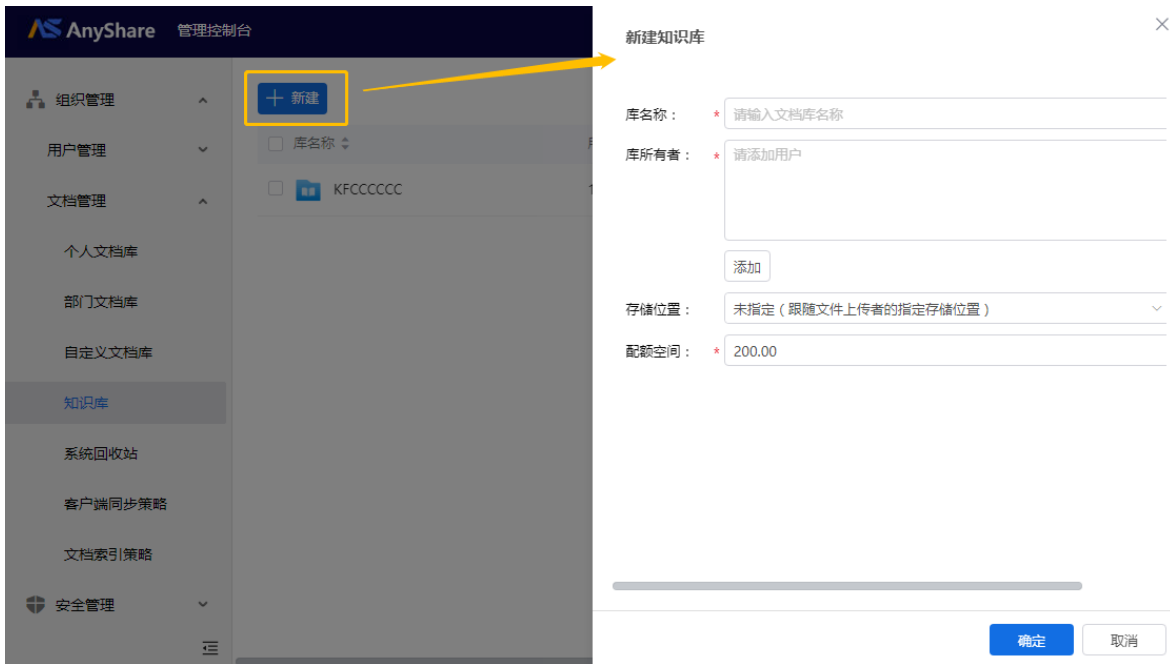 AnyShare 管理控制台
组织管理
用户管理
文档管理
个人文档库
部门文档库
自定义文档库
知识库
系统回收站
客户端同步策略
文档索引策略
安全管理
新建
库名称
KFCCCCCC
新建知识库
库名称： * 请输入文档库名称
库所有者： * 请添加用户
添加
存储位置： 未指定（跟随文件上传者的指定存储位置）
配额空间： * 200.00
确定 取消